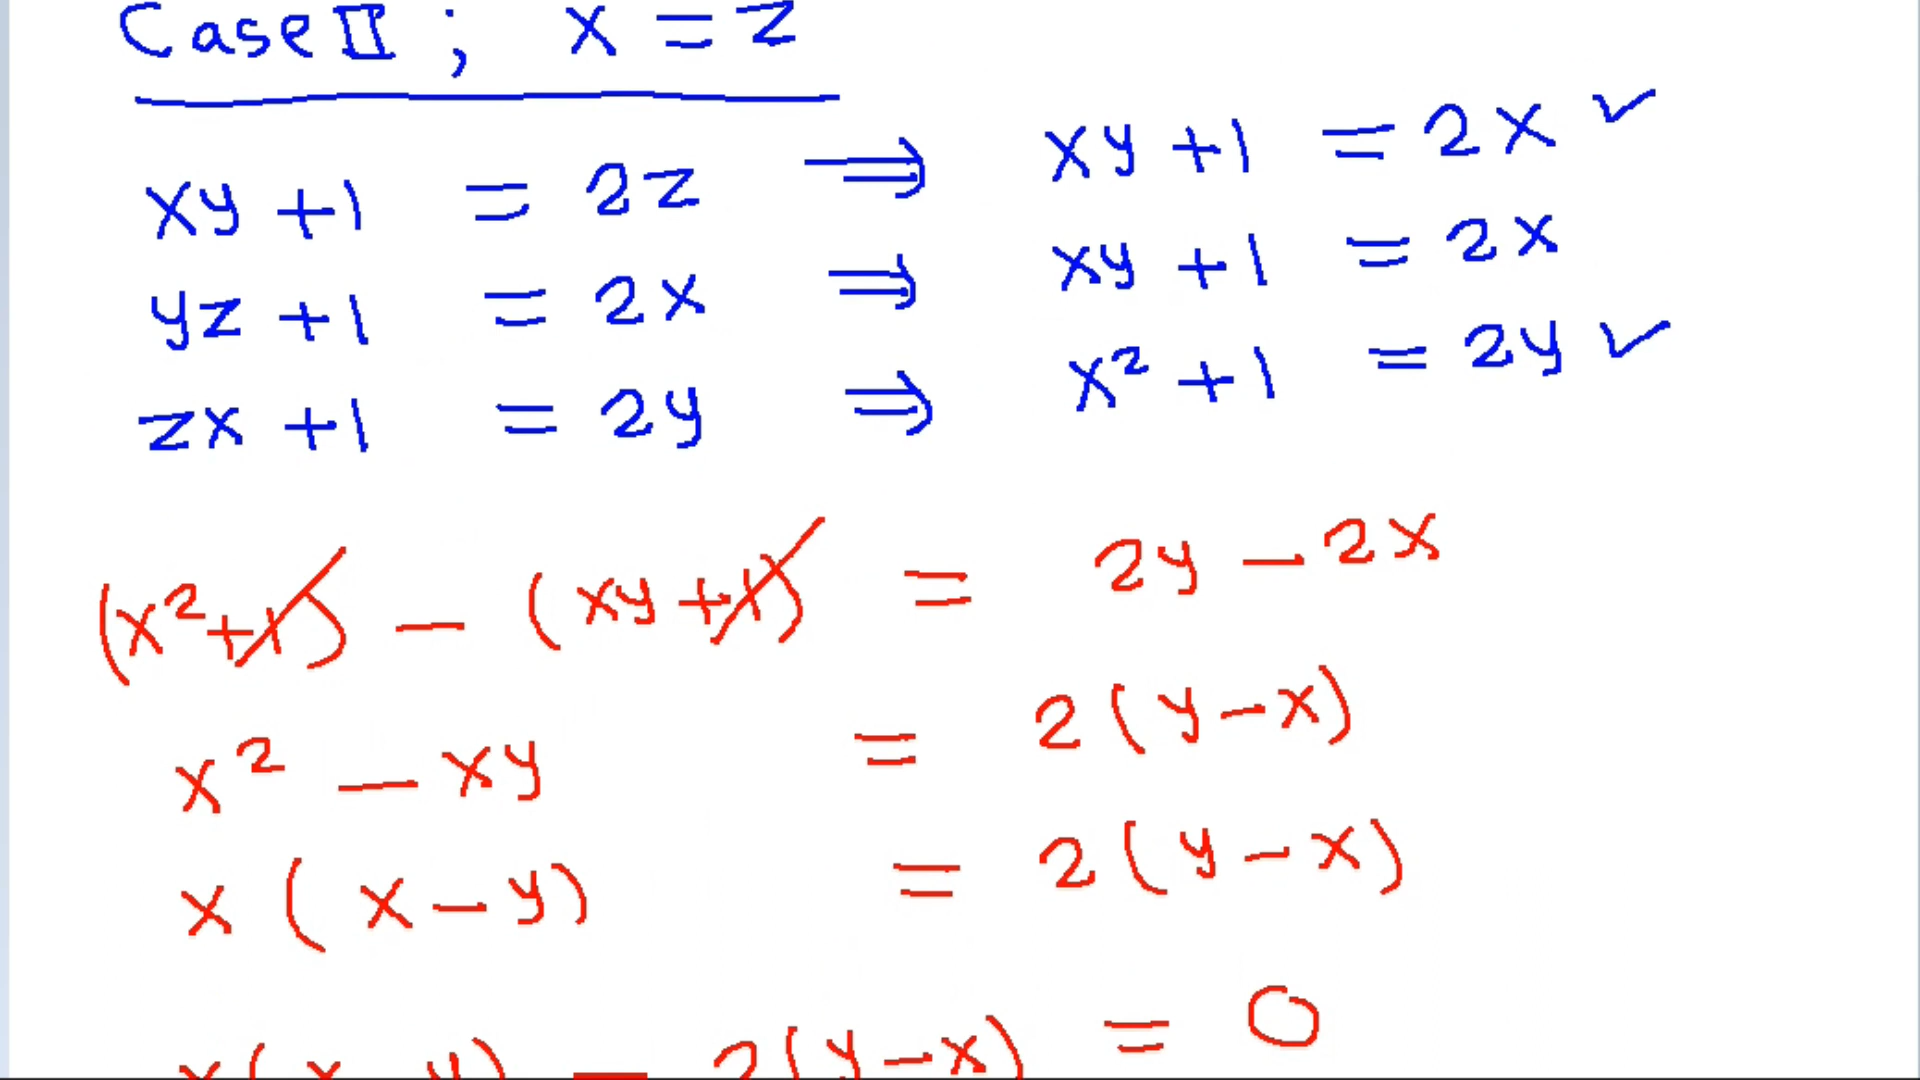 Case II ; x = z
xy + 1 = 2z ⇒ xy + 1 = 2x ✓
yz + 1 = 2x ⇒ xy + 1 = 2x
zx + 1 = 2y ⇒ x² + 1 = 2y ✓
(x² + 1) − (xy + 1) = 2y − 2x
x² − xy = 2(y − x)
x(x − y) = 2(y − x)
x(x − y) − 2(y − x) = 0